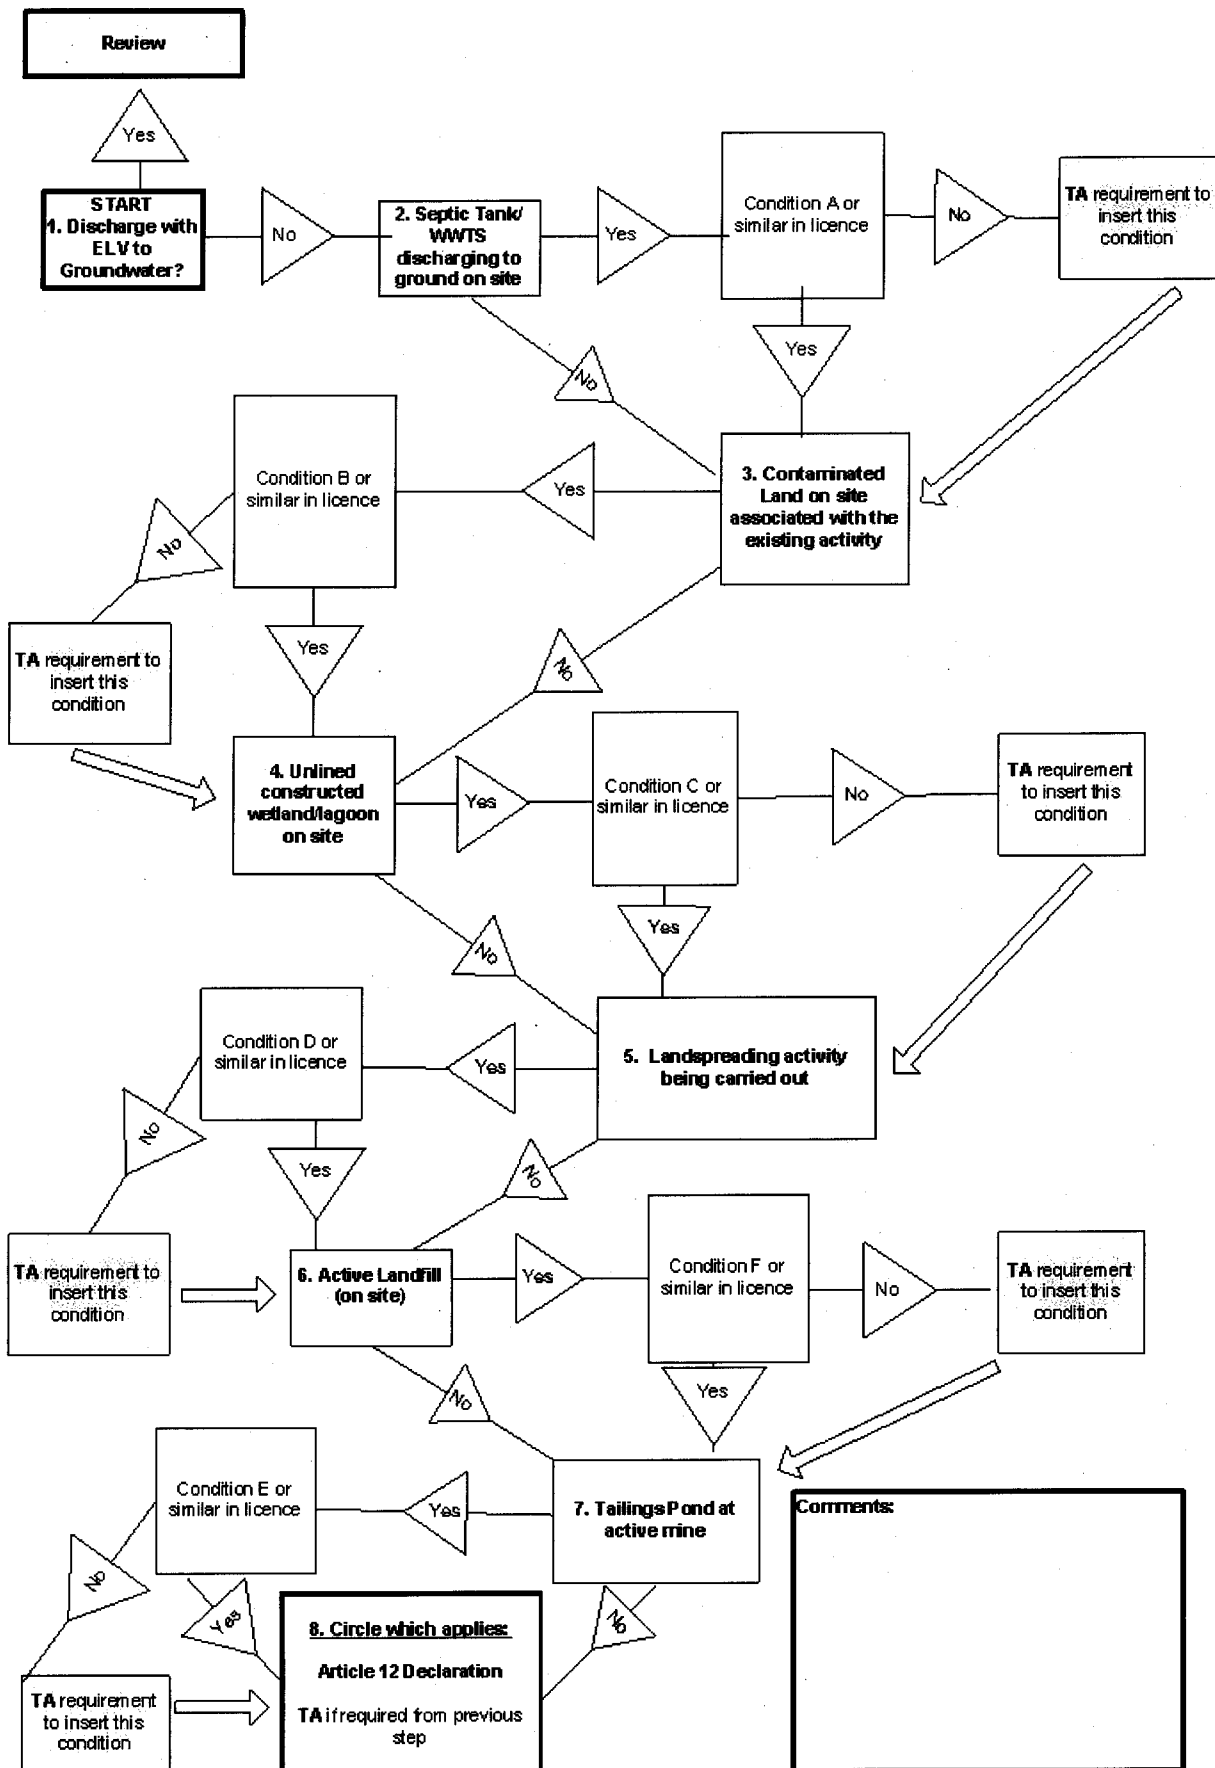 Review
Yes
START
1. Discharge with
ELV to
Groundwater?
No
2. Septic Tank/
WWTS
discharging to
ground on site
Yes
Condition A or
similar in licence
No
TA requirement to
insert this
condition
Yes
No
3. Contaminated
Land on site
associated with the
existing activity
Yes
Condition B or
similar in licence
No
TA requirement to
insert this
condition
Yes
No
4. Unlined
constructed
wetland/lagoon
on site
Yes
Condition C or
similar in licence
No
TA requirement
to insert this
condition
Yes
No
5. Landspreading activity
being carried out
Yes
Condition D or
similar in licence
No
TA requirement to
insert this
condition
Yes
No
6. Active Landfill
(on site)
Yes
Condition F or
similar in licence
No
TA requirement
to insert this
condition
Yes
No
7. Tailings Pond at
active mine
Yes
Condition E or
similar in licence
No
TA requirement
to insert this
condition
Yes
No
8. Circle which applies:
Article 12 Declaration
TA if required from previous
step
Comments: